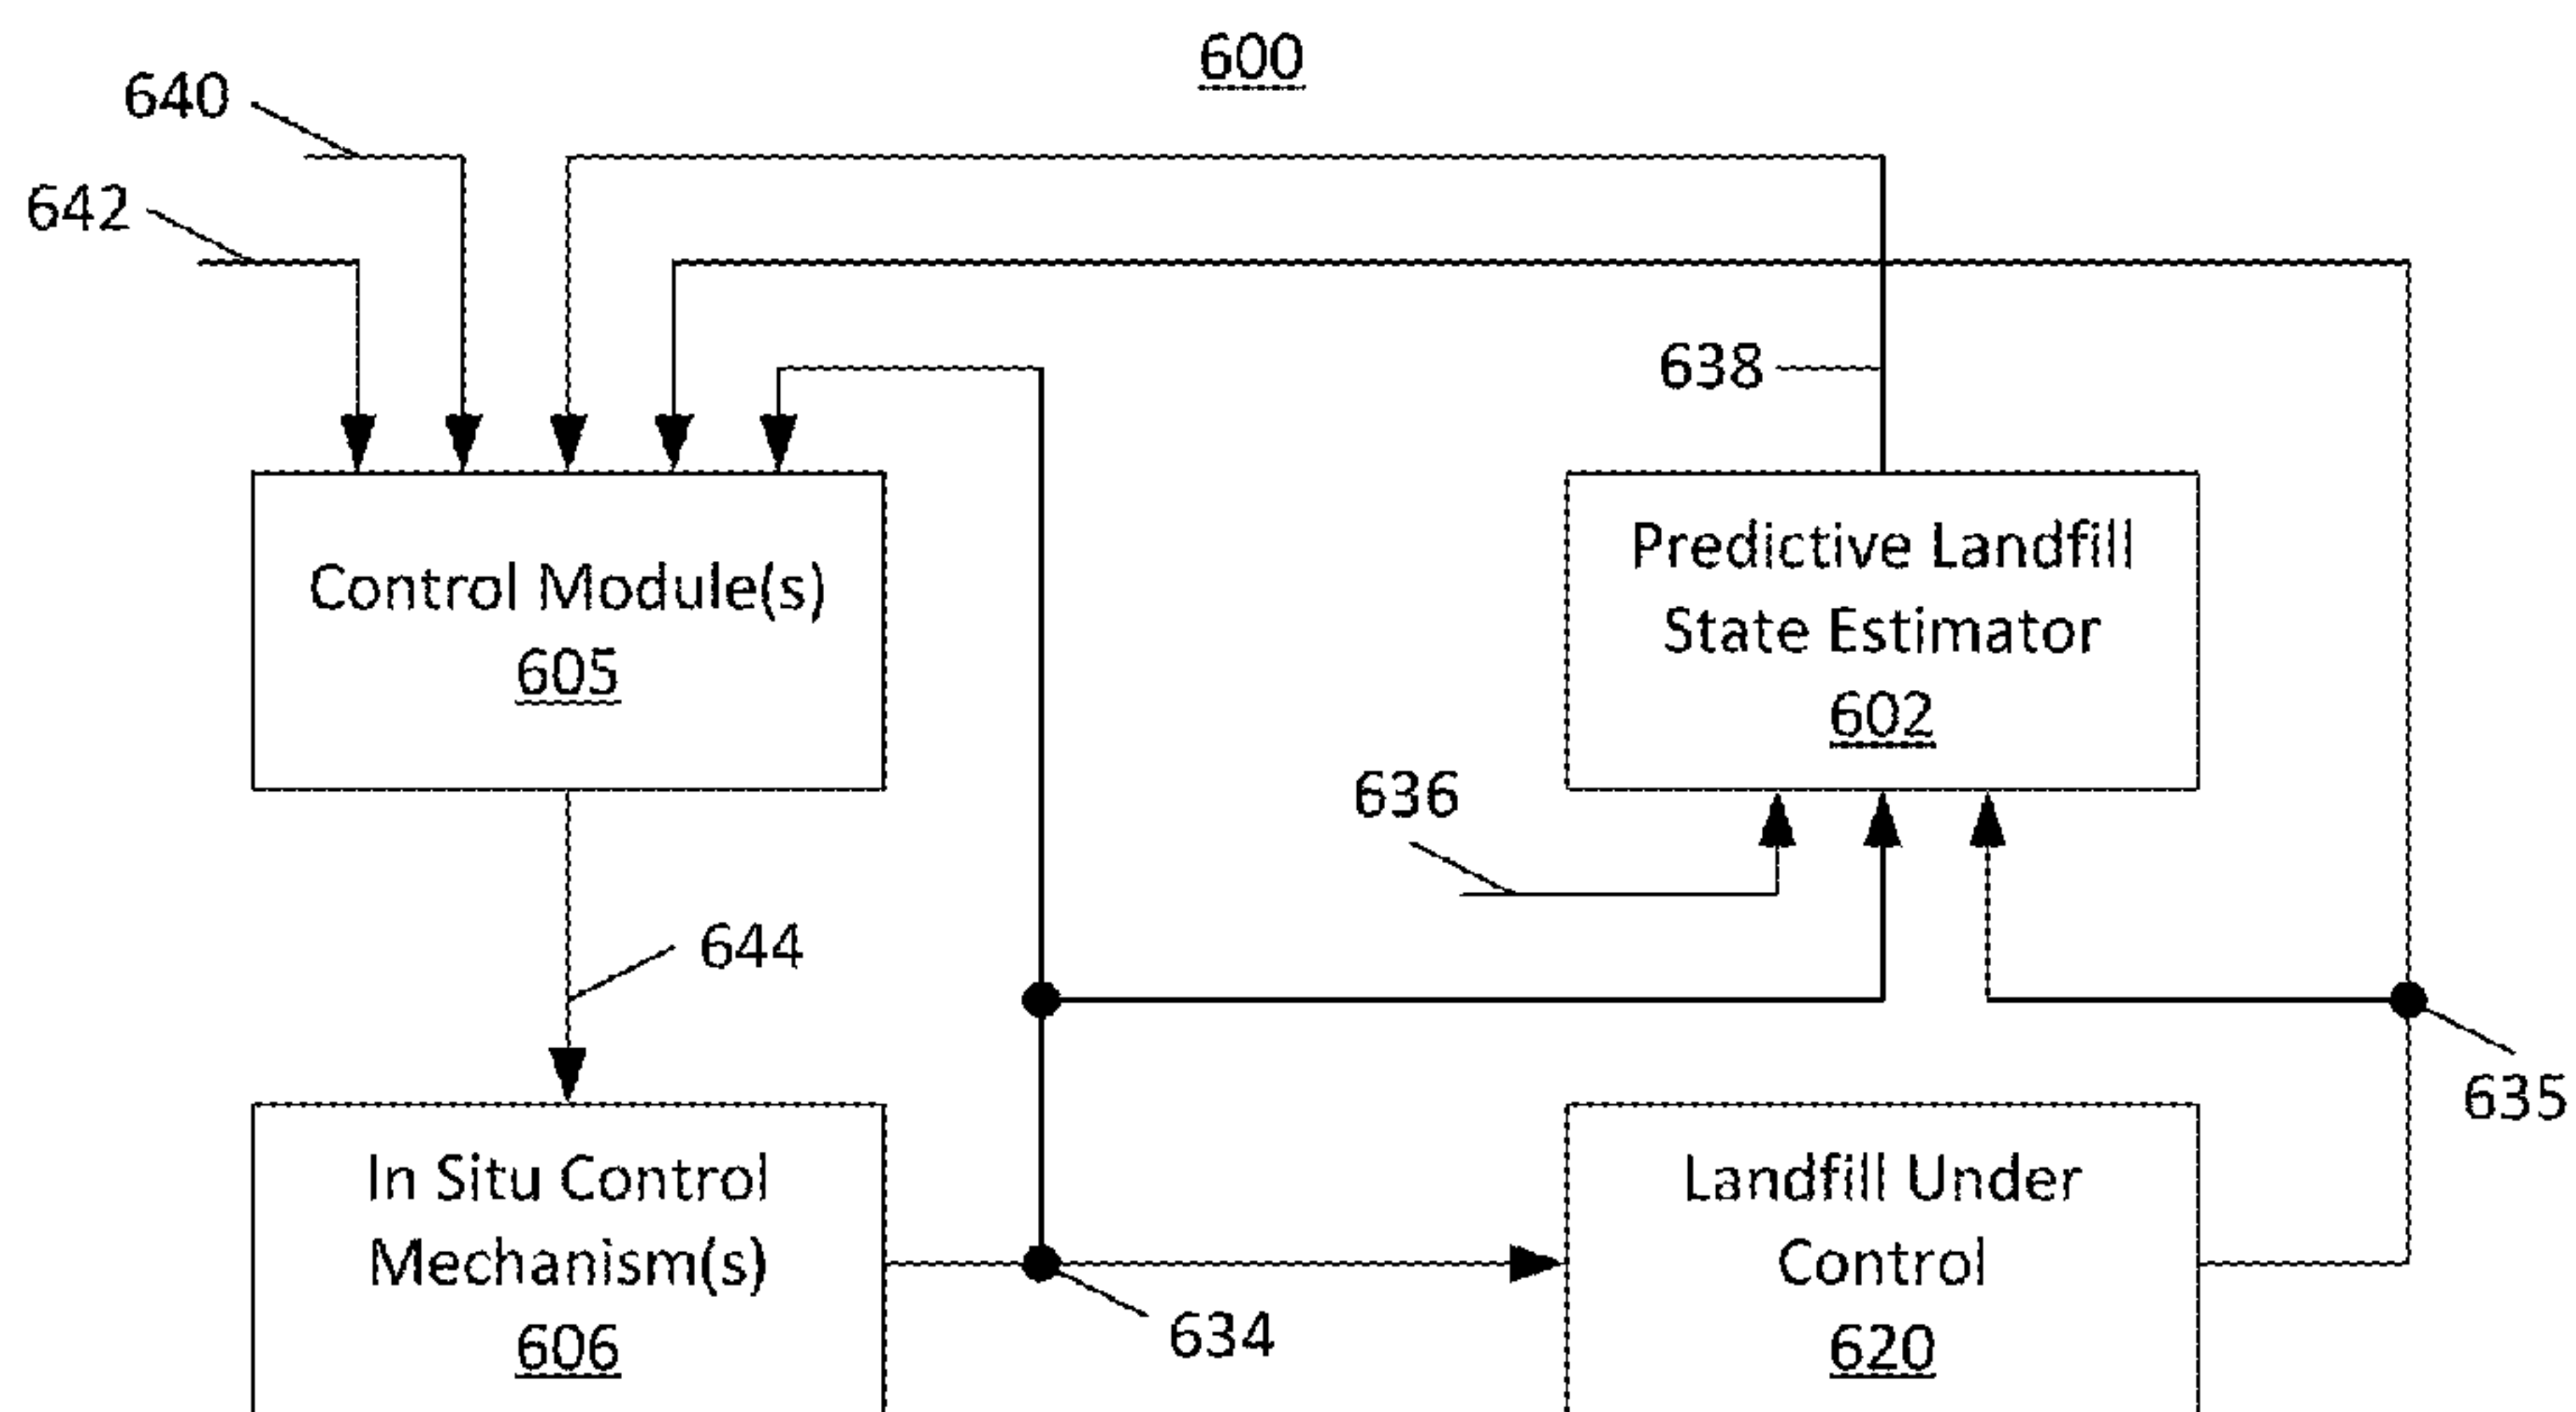 600
640
642
638
Control Module(s)
605
Predictive Landfill
State Estimator
602
636
644
635
In Situ Control
Mechanism(s)
606
634
Landfill Under
Control
620